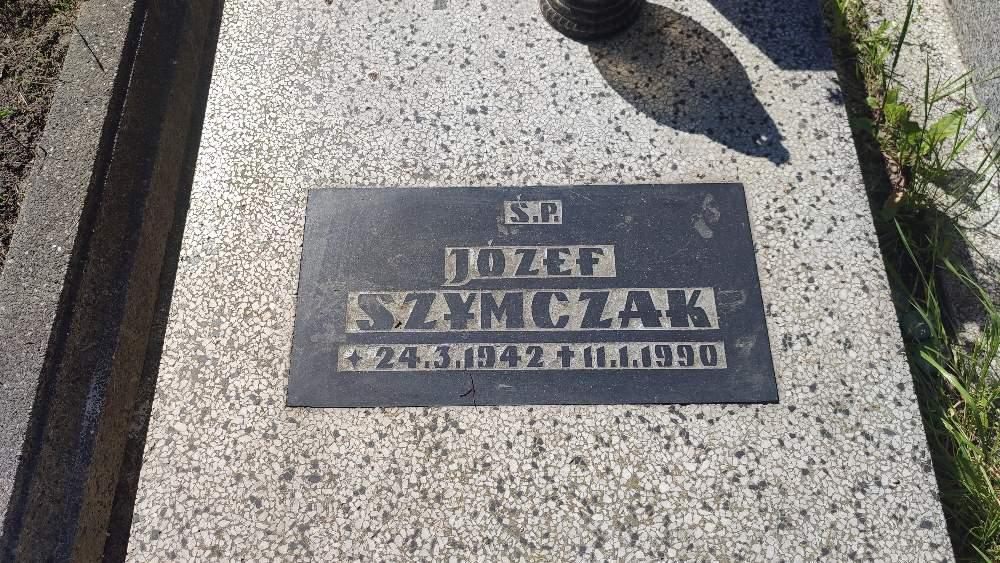 Ś.P.
JÓZEF
SZYMCZAK
✦ 24.3.1942 ✝ 11.1.1990